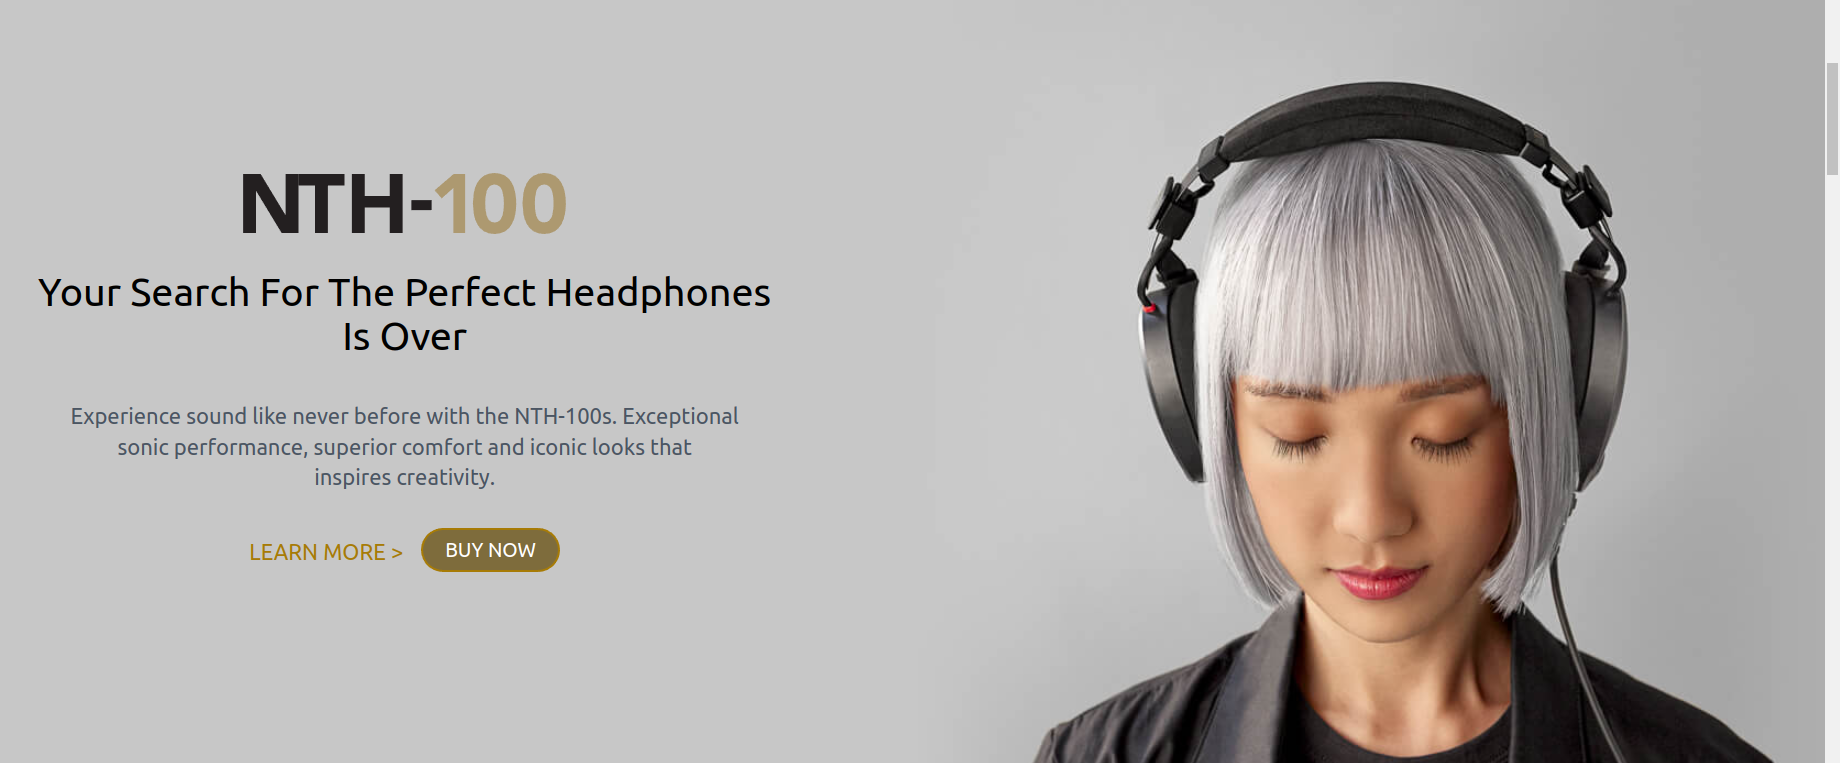 NTH-100
Your Search For The Perfect Headphones
Is Over
Experience sound like never before with the NTH-100s. Exceptional
sonic performance, superior comfort and iconic looks that
inspires creativity.
LEARN MORE > BUY NOW